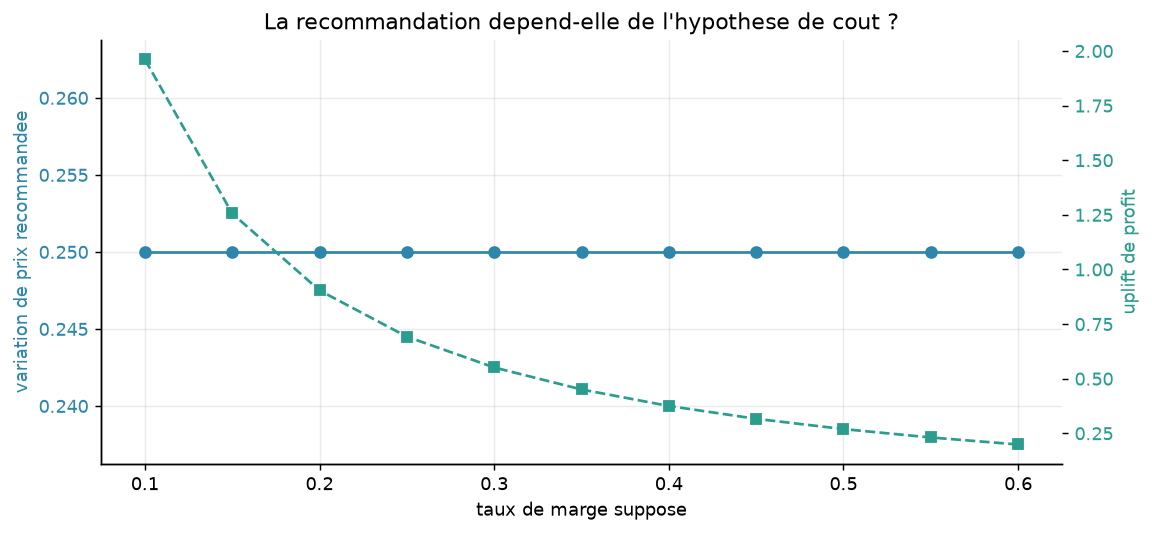 La recommandation depend-elle de l'hypothese de cout ?
variation de prix recommandee
0.260
0.255
0.250
0.245
0.240
2.00
1.75
1.50
1.25
1.00
0.75
0.50
0.25
uplift de profit
0.1 0.2 0.3 0.4 0.5 0.6
taux de marge suppose